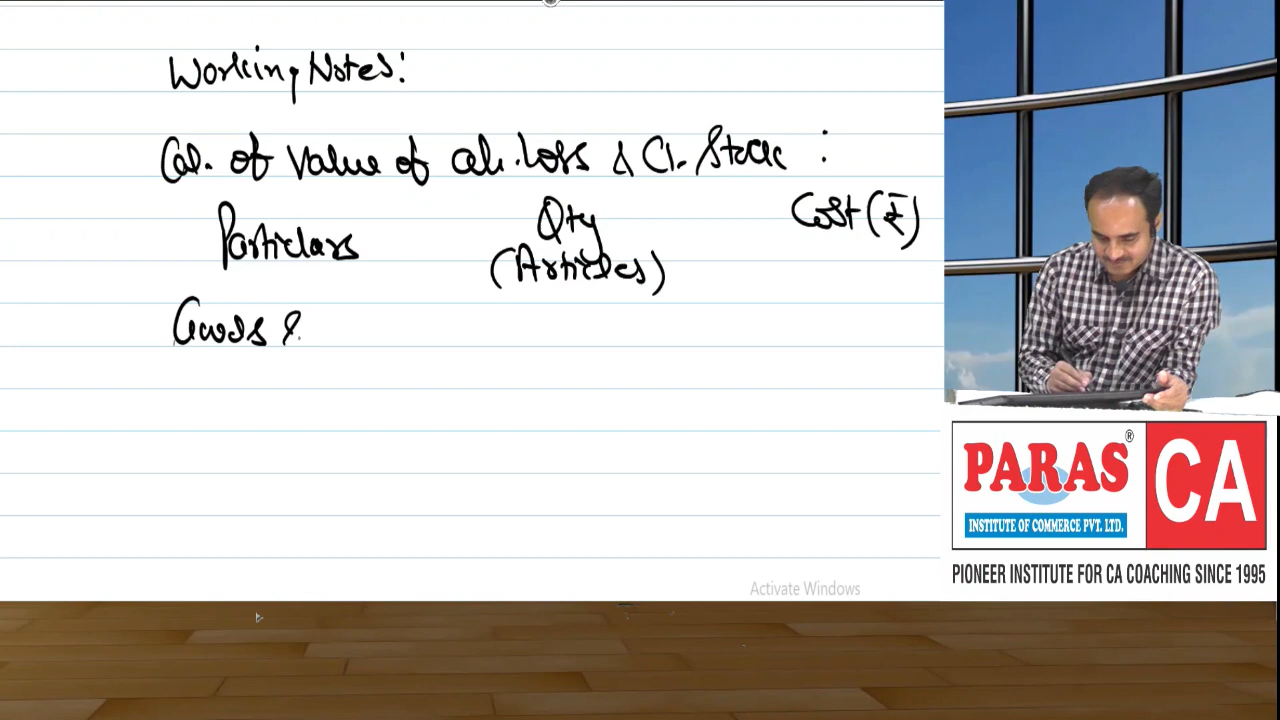 Working Notes:
Cal. of Value of ab. Loss & Cl. Stock :
Particlars
Qty
(Articles)
Cost (₹)
Goods
PARAS®
INSTITUTE OF COMMERCE PVT. LTD.
CA
PIONEER INSTITUTE FOR CA COACHING SINCE 1995
Activate Windows